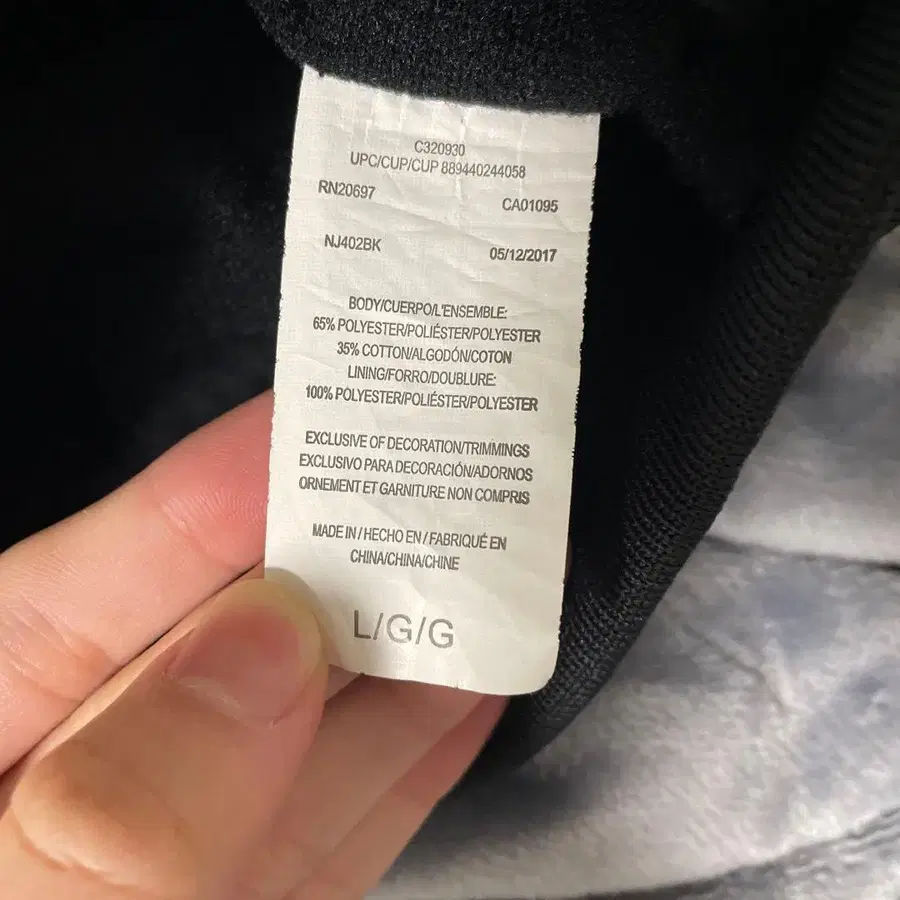 C320930
UPC/CUP/CUP 889440244058
RN20697 CA01095
NJ402BK 05/12/2017
BODY/CUERPO/L'ENSEMBLE:
65% POLYESTER/POLIÉSTER/POLYESTER
35% COTTON/ALGODÓN/COTON
LINING/FORRO/DOUBLURE:
100% POLYESTER/POLIÉSTER/POLYESTER
EXCLUSIVE OF DECORATION/TRIMMINGS
EXCLUSIVO PARA DECORACIÓN/ADORNOS
ORNEMENT ET GARNITURE NON COMPRIS
MADE IN / HECHO EN / FABRIQUÉ EN
CHINA/CHINA/CHINE
L/G/G